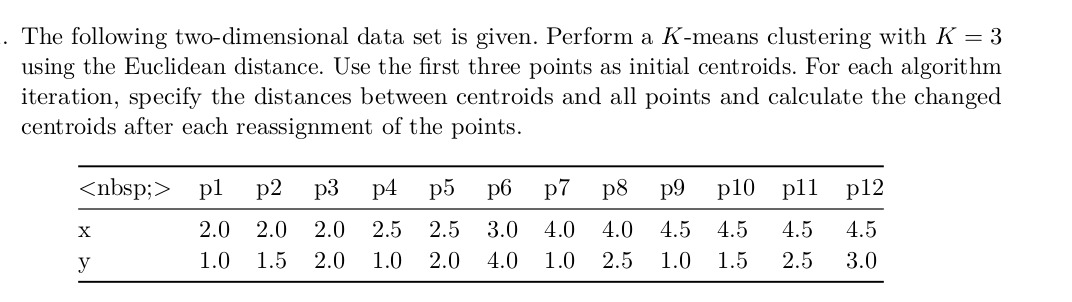 . The following two-dimensional data set is given. Perform a K-means clustering with K = 3
using the Euclidean distance. Use the first three points as initial centroids. For each algorithm
iteration, specify the distances between centroids and all points and calculate the changed
centroids after each reassignment of the points.
<nbsp;> p1 p2 p3 p4 p5 p6 p7 p8 p9 p10 p11 p12
x 2.0 2.0 2.0 2.5 2.5 3.0 4.0 4.0 4.5 4.5 4.5 4.5
y 1.0 1.5 2.0 1.0 2.0 4.0 1.0 2.5 1.0 1.5 2.5 3.0